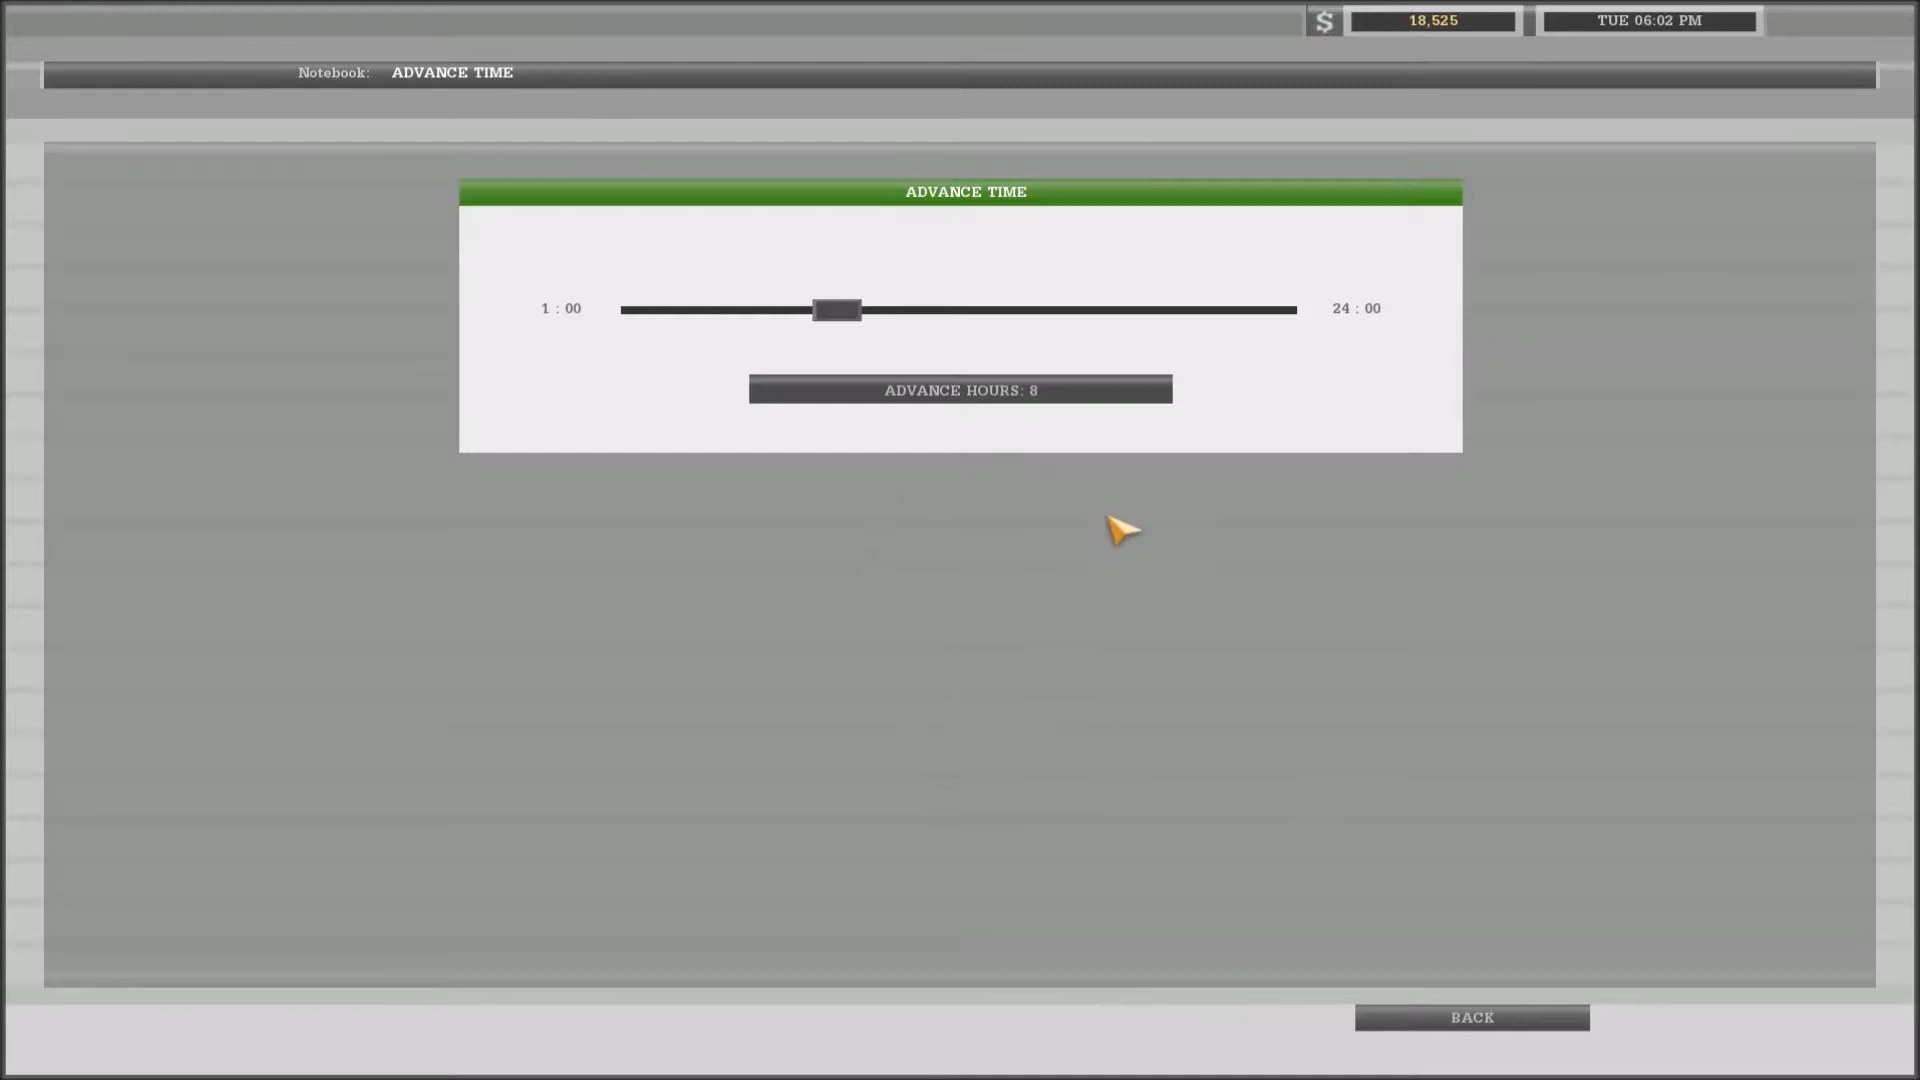 $ 18,525 TUE 06:02 PM
Notebook: ADVANCE TIME
ADVANCE TIME
1 : 00 24 : 00
ADVANCE HOURS: 8
BACK